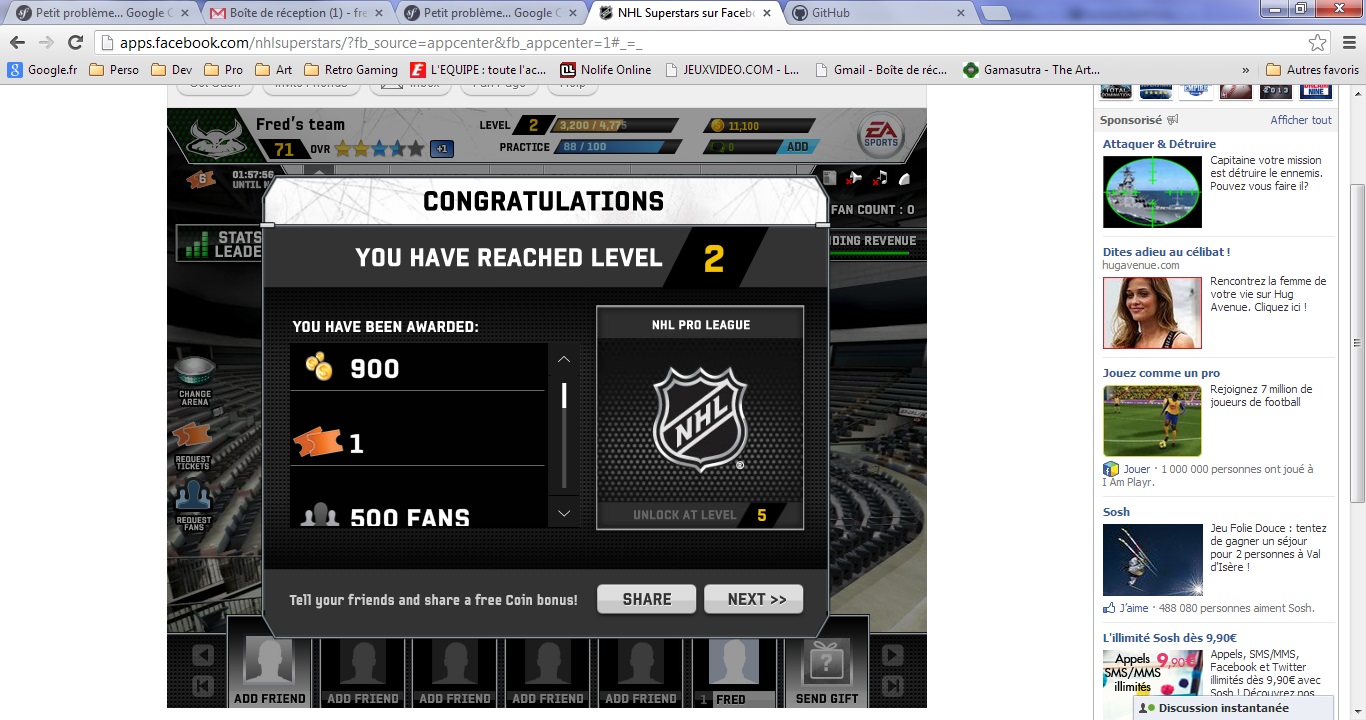 Petit problème... Google C
Boîte de réception (1) - fre
Petit problème... Google C
NHL Superstars sur Facebo
GitHub
apps.facebook.com/nhlsuperstars/?fb_source=appcenter&fb_appcenter=1#_=_
Google.fr
Perso
Dev
Pro
Art
Retro Gaming
L'EQUIPE : toute l'ac...
Nolife Online
JEUXVIDEO.COM - L...
Gmail - Boîte de réc...
Gamasutra - The Art...
»
Autres favoris
Fred's team
71 OVR
+1
LEVEL 2 3,200 / 4,775
PRACTICE 88 / 100
11,100
0 ADD
EA
SPORTS
6
01:57:56
FAN COUNT : 0
STATS
CONGRATULATIONS
YOU HAVE REACHED LEVEL 2
YOU HAVE BEEN AWARDED:
900
1
500 FANS
NHL PRO LEAGUE
NHL
®
UNLOCK AT LEVEL 5
Tell your friends and share a free Coin bonus!
SHARE
NEXT >>
CHANGE
ARENA
REQUEST
TICKETS
REQUEST
FANS
ADD FRIEND
ADD FRIEND
ADD FRIEND
ADD FRIEND
ADD FRIEND
1 FRED
SEND GIFT
?
Sponsorisé
Afficher tout
Attaquer & Détruire
Capitaine votre mission
est détruire le ennemis.
Pouvez vous faire il?
Dites adieu au célibat !
hugavenue.com
Rencontrez la femme de
votre vie sur Hug
Avenue. Cliquez ici !
Jouez comme un pro
Rejoignez 7 million de
joueurs de football
Jouer · 1 000 000 personnes ont joué à
I Am Playr.
Sosh
Jeu Folie Douce : tentez
de gagner un séjour
pour 2 personnes à Val
d'Isère !
J'aime · 488 080 personnes aiment Sosh.
L'illimité Sosh dès 9,90€
Appels 9,90€
SMS/MMS
illimités
Appels, SMS/MMS,
Facebook et Twitter
illimités dès 9,90€ avec
Sosh ! Découvrez nos
Discussion instantanée